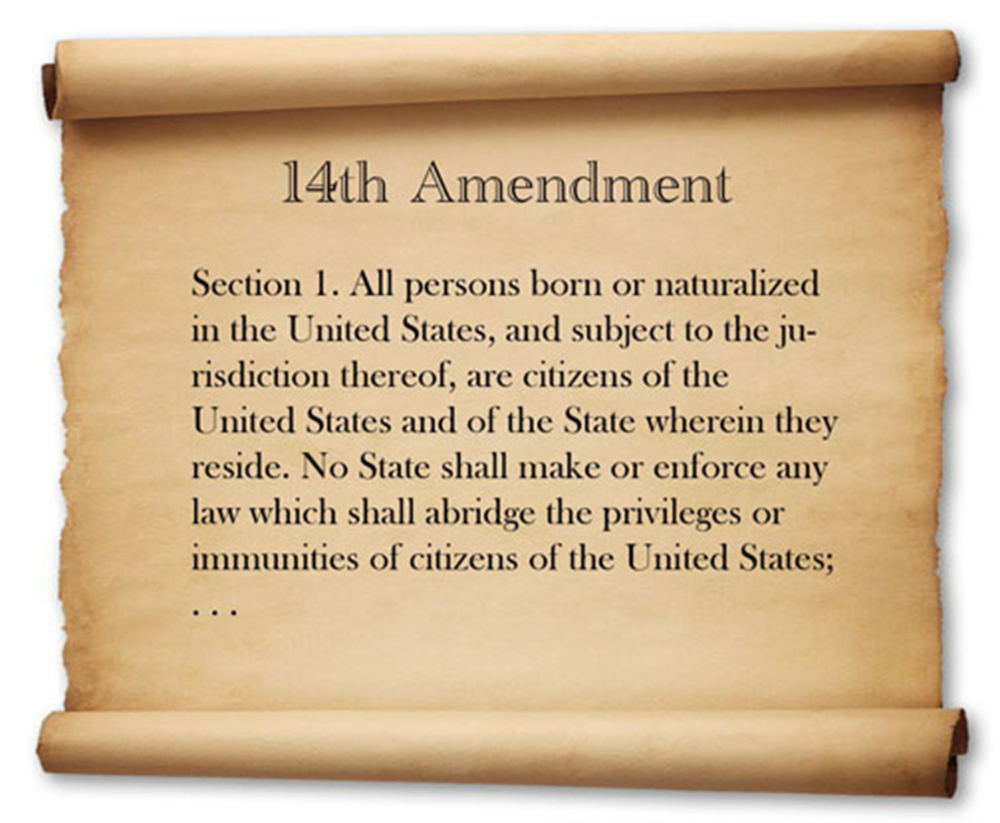 14th Amendment
Section 1. All persons born or naturalized
in the United States, and subject to the ju-
risdiction thereof, are citizens of the
United States and of the State wherein they
reside. No State shall make or enforce any
law which shall abridge the privileges or
immunities of citizens of the United States;
. . .